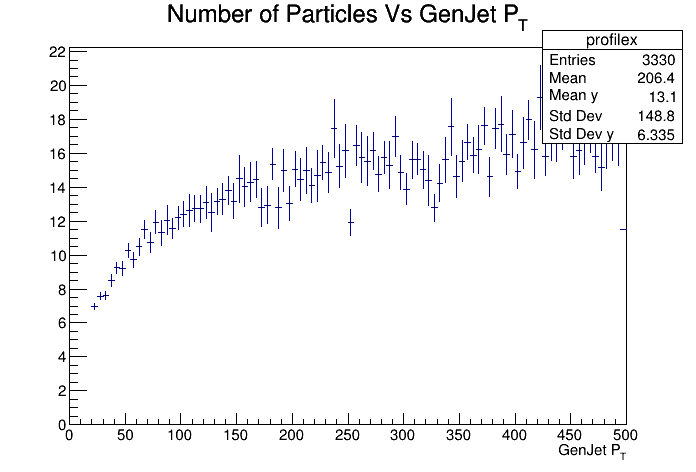 Number of Particles Vs GenJet P_T
profilex
Entries 3330
Mean 206.4
Mean y 13.1
Std Dev 148.8
Std Dev y 6.335
22
20
18
16
14
12
10
8
6
4
2
0
0 50 100 150 200 250 300 350 400 450 500
GenJet P_T